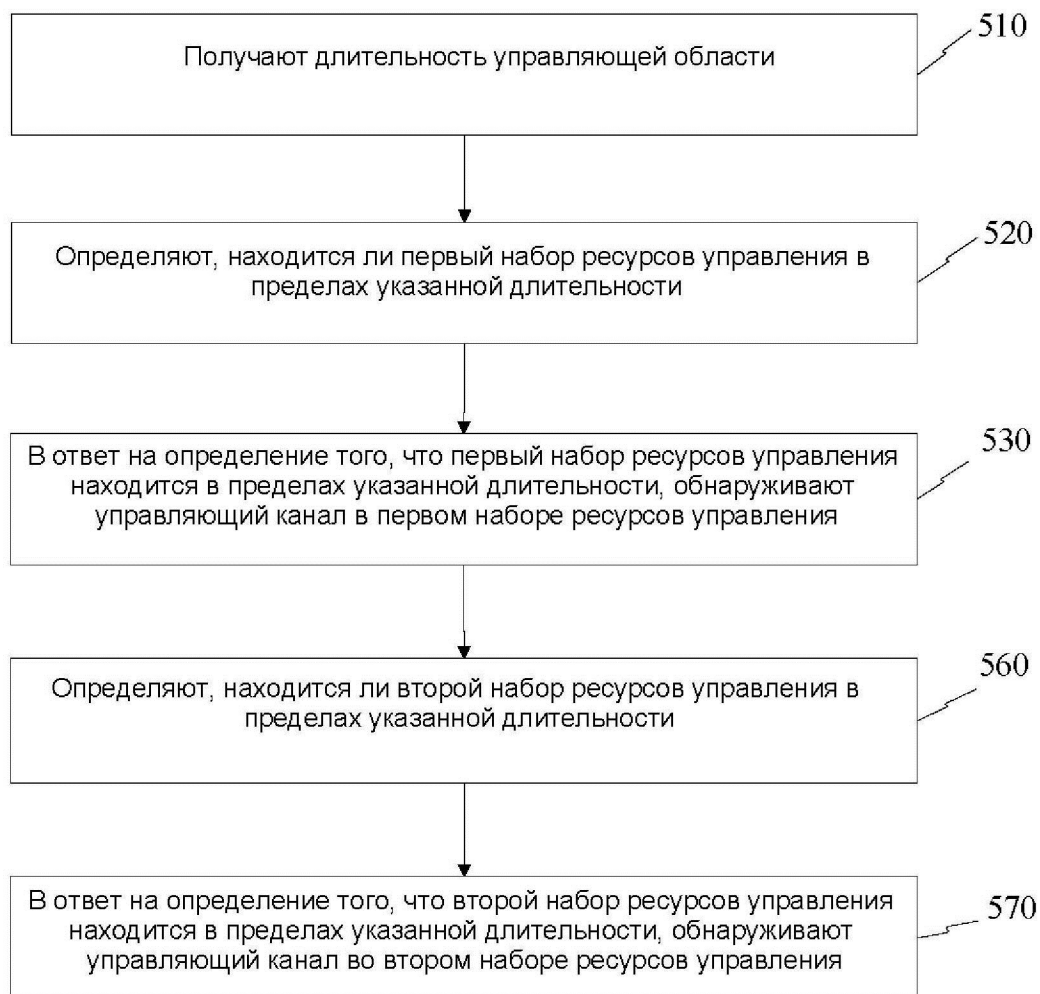 Получают длительность управляющей области
510
Определяют, находится ли первый набор ресурсов управления в
пределах указанной длительности
520
В ответ на определение того, что первый набор ресурсов управления
находится в пределах указанной длительности, обнаруживают
управляющий канал в первом наборе ресурсов управления
530
Определяют, находится ли второй набор ресурсов управления в
пределах указанной длительности
560
В ответ на определение того, что второй набор ресурсов управления
находится в пределах указанной длительности, обнаруживают
управляющий канал во втором наборе ресурсов управления
570